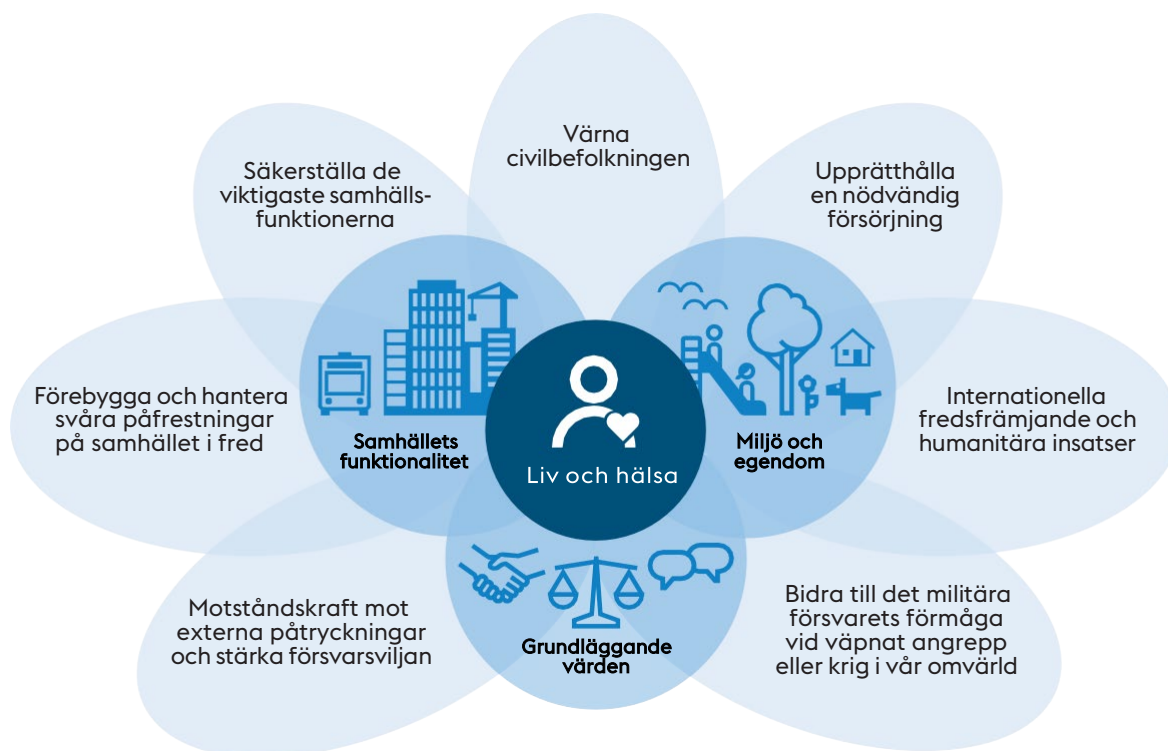 Värna
civilbefolkningen
Säkerställa de
viktigaste samhälls-
funktionerna
Upprätthålla
en nödvändig
försörjning
Förebygga och hantera
svåra påfrestningar
på samhället i fred
Samhällets
funktionalitet
Liv och hälsa
Miljö och
egendom
Internationella
fredsfrämjande och
humanitära insatser
Motståndskraft mot
externa påtryckningar
och stärka försvarsviljan
Grundläggande
värden
Bidra till det militära
försvarets förmåga
vid väpnat angrepp
eller krig i vår omvärld